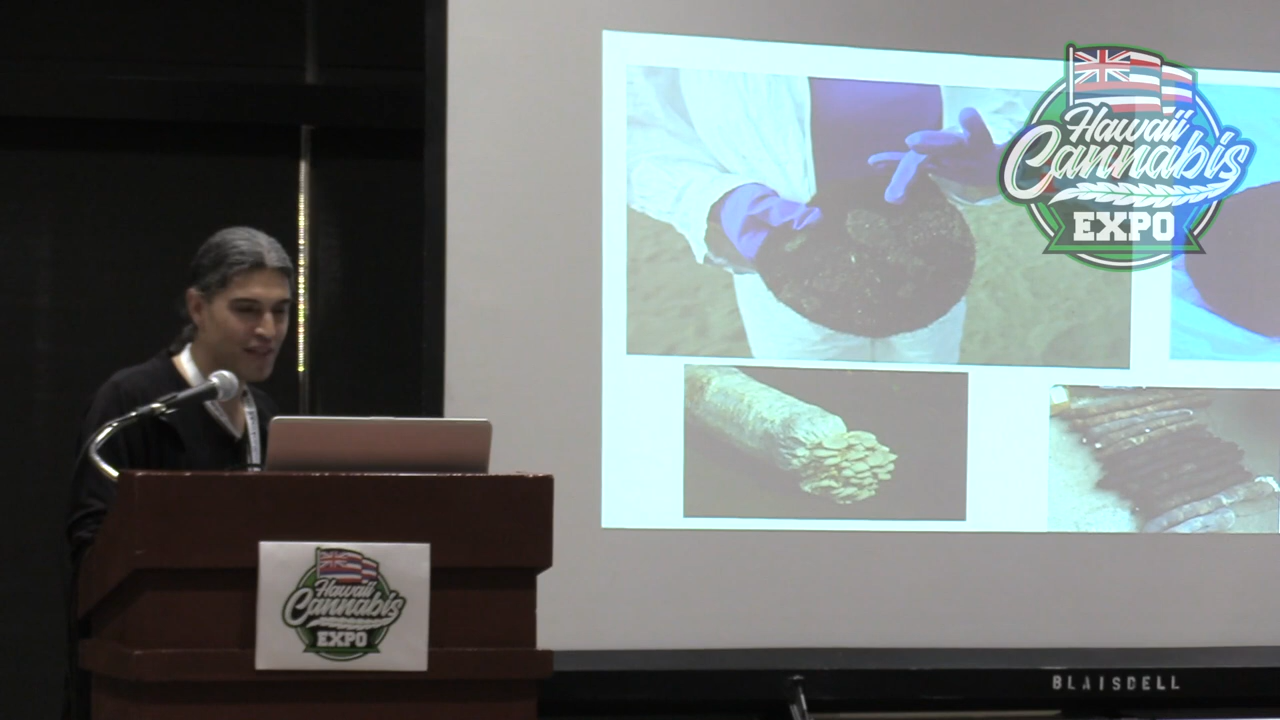 Hawaii
Cannabis
EXPO
Hawaii
Cannabis
EXPO
BLAISDELL